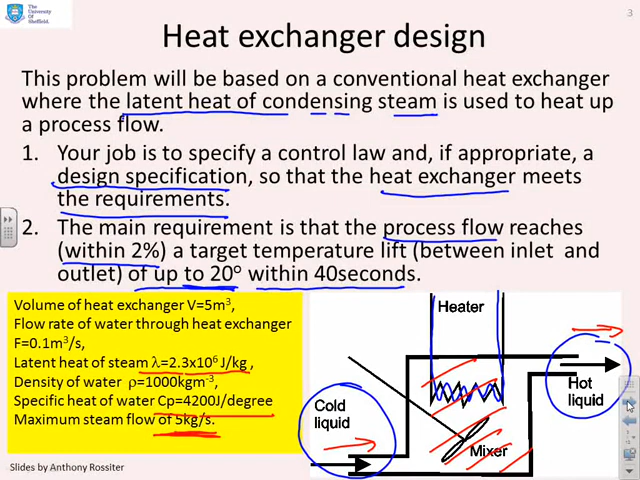 The
University
Of
Sheffield.
3
Heat exchanger design
This problem will be based on a conventional heat exchanger
where the latent heat of condensing steam is used to heat up
a process flow.
1. Your job is to specify a control law and, if appropriate, a
design specification, so that the heat exchanger meets
the requirements.
2. The main requirement is that the process flow reaches
(within 2%) a target temperature lift (between inlet and
outlet) of up to 20° within 40seconds.
Volume of heat exchanger V=5m³,
Flow rate of water through heat exchanger
F=0.1m³/s,
Latent heat of steam λ=2.3x10⁶ J/kg ,
Density of water ρ=1000kgm⁻³,
Specific heat of water Cp=4200J/degree
Maximum steam flow of 5kg/s.
Heater
Cold
liquid
Mixer
Hot
liquid
Slides by Anthony Rossiter